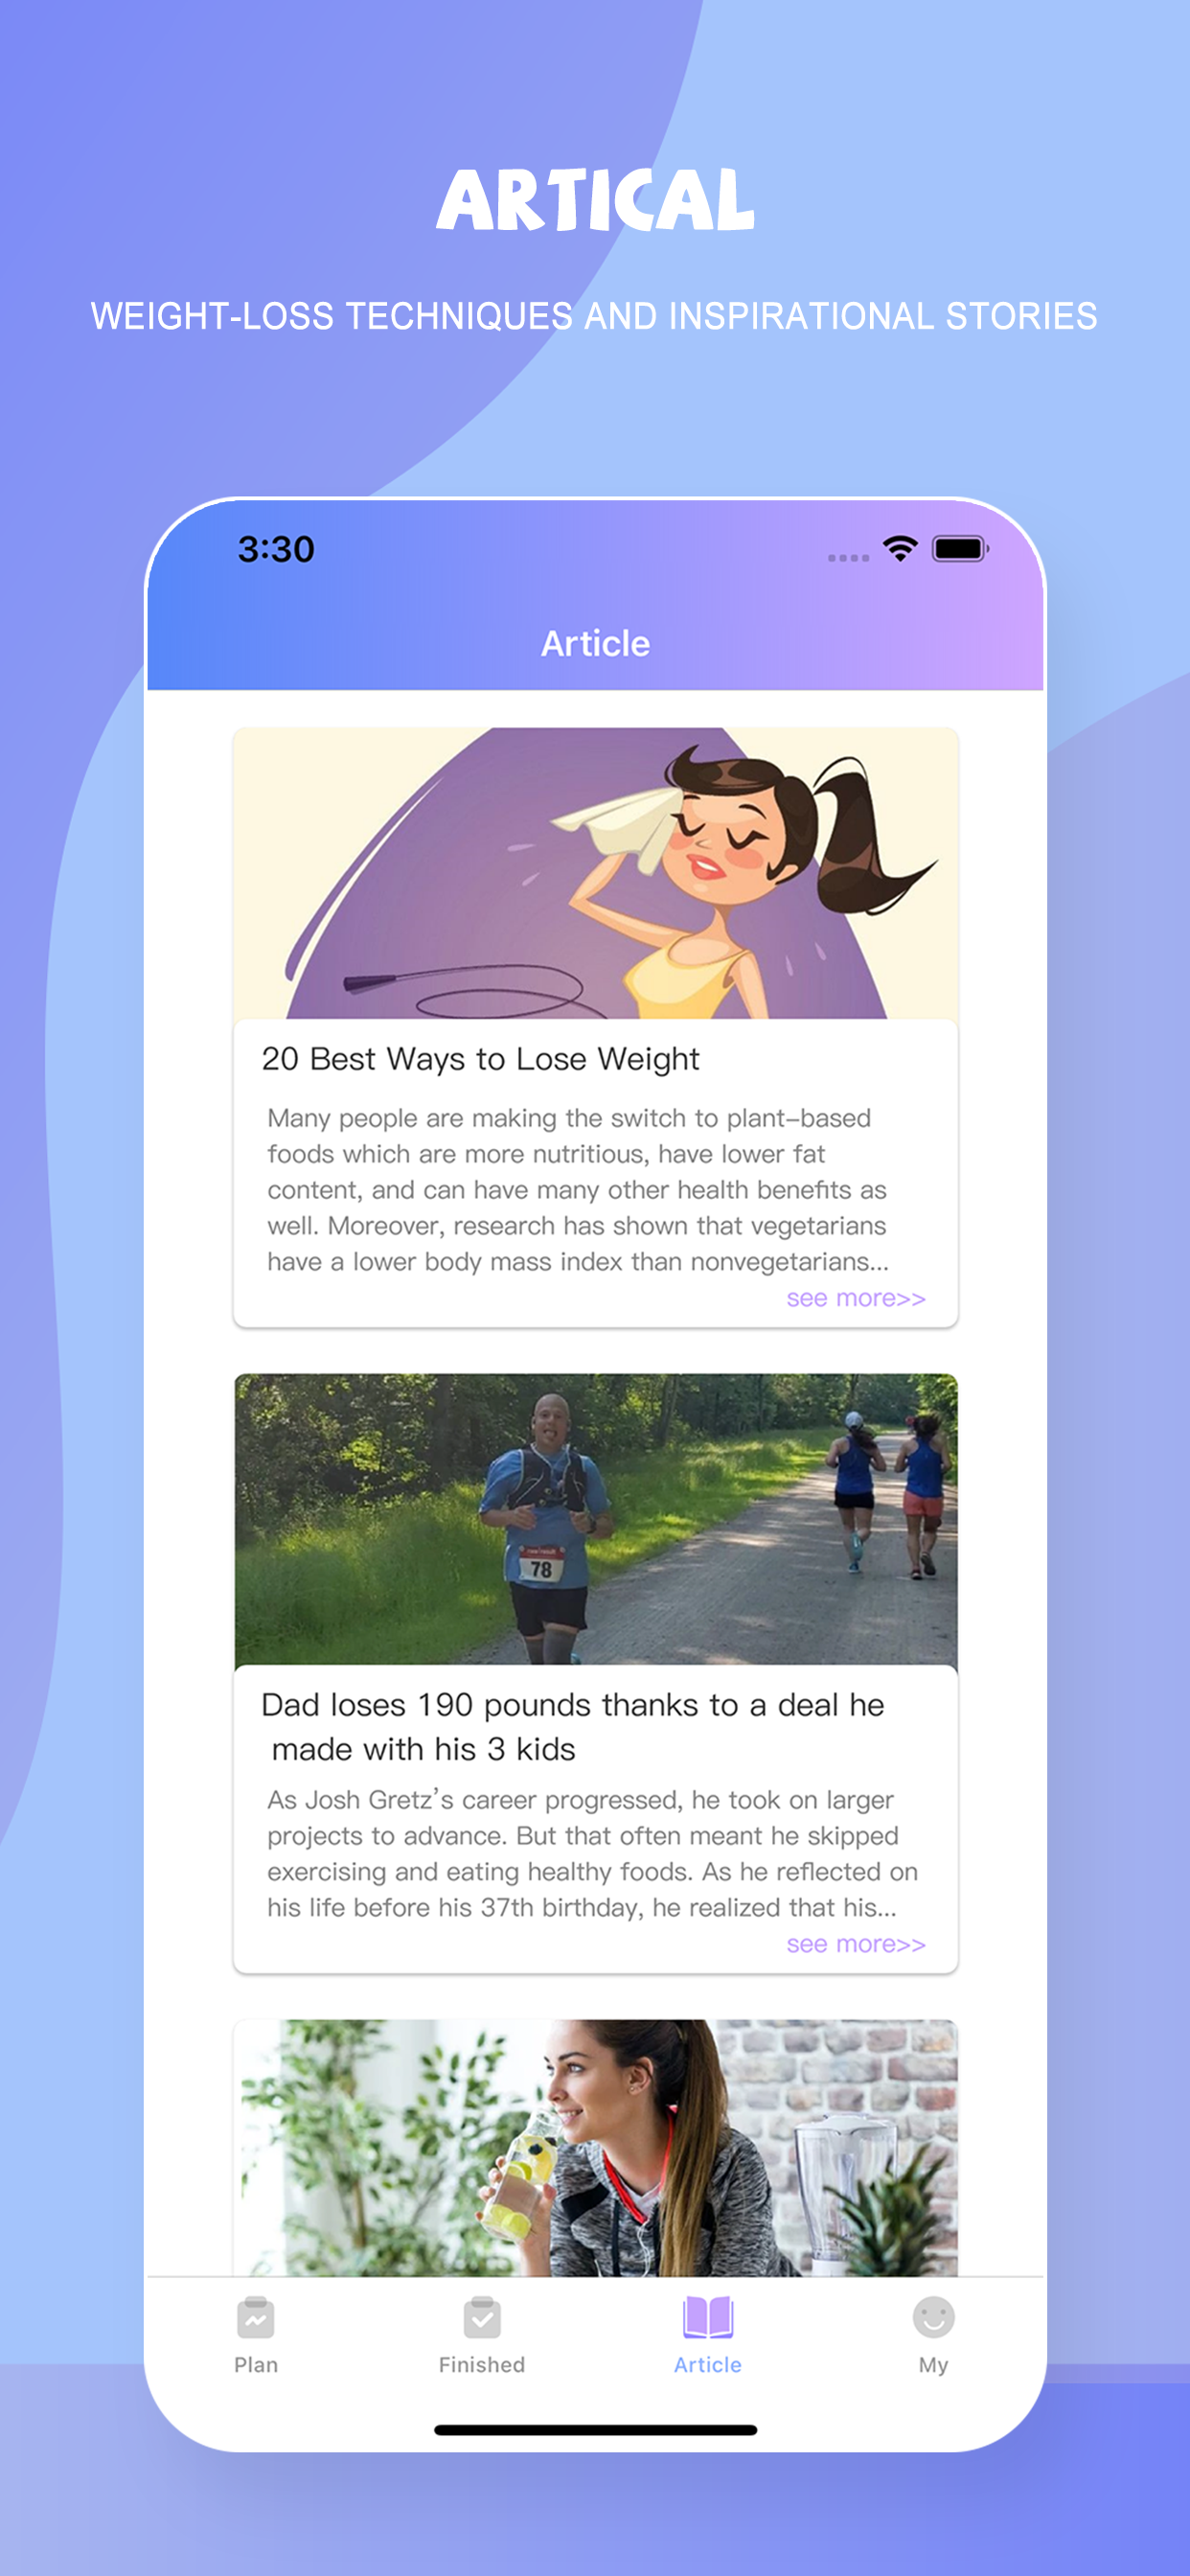 ARTICAL
WEIGHT-LOSS TECHNIQUES AND INSPIRATIONAL STORIES
3:30
Article
20 Best Ways to Lose Weight
Many people are making the switch to plant-based
foods which are more nutritious, have lower fat
content, and can have many other health benefits as
well. Moreover, research has shown that vegetarians
have a lower body mass index than nonvegetarians...
see more>>
78
Dad loses 190 pounds thanks to a deal he
made with his 3 kids
As Josh Gretz's career progressed, he took on larger
projects to advance. But that often meant he skipped
exercising and eating healthy foods. As he reflected on
his life before his 37th birthday, he realized that his...
see more>>
Plan
Finished
Article
My